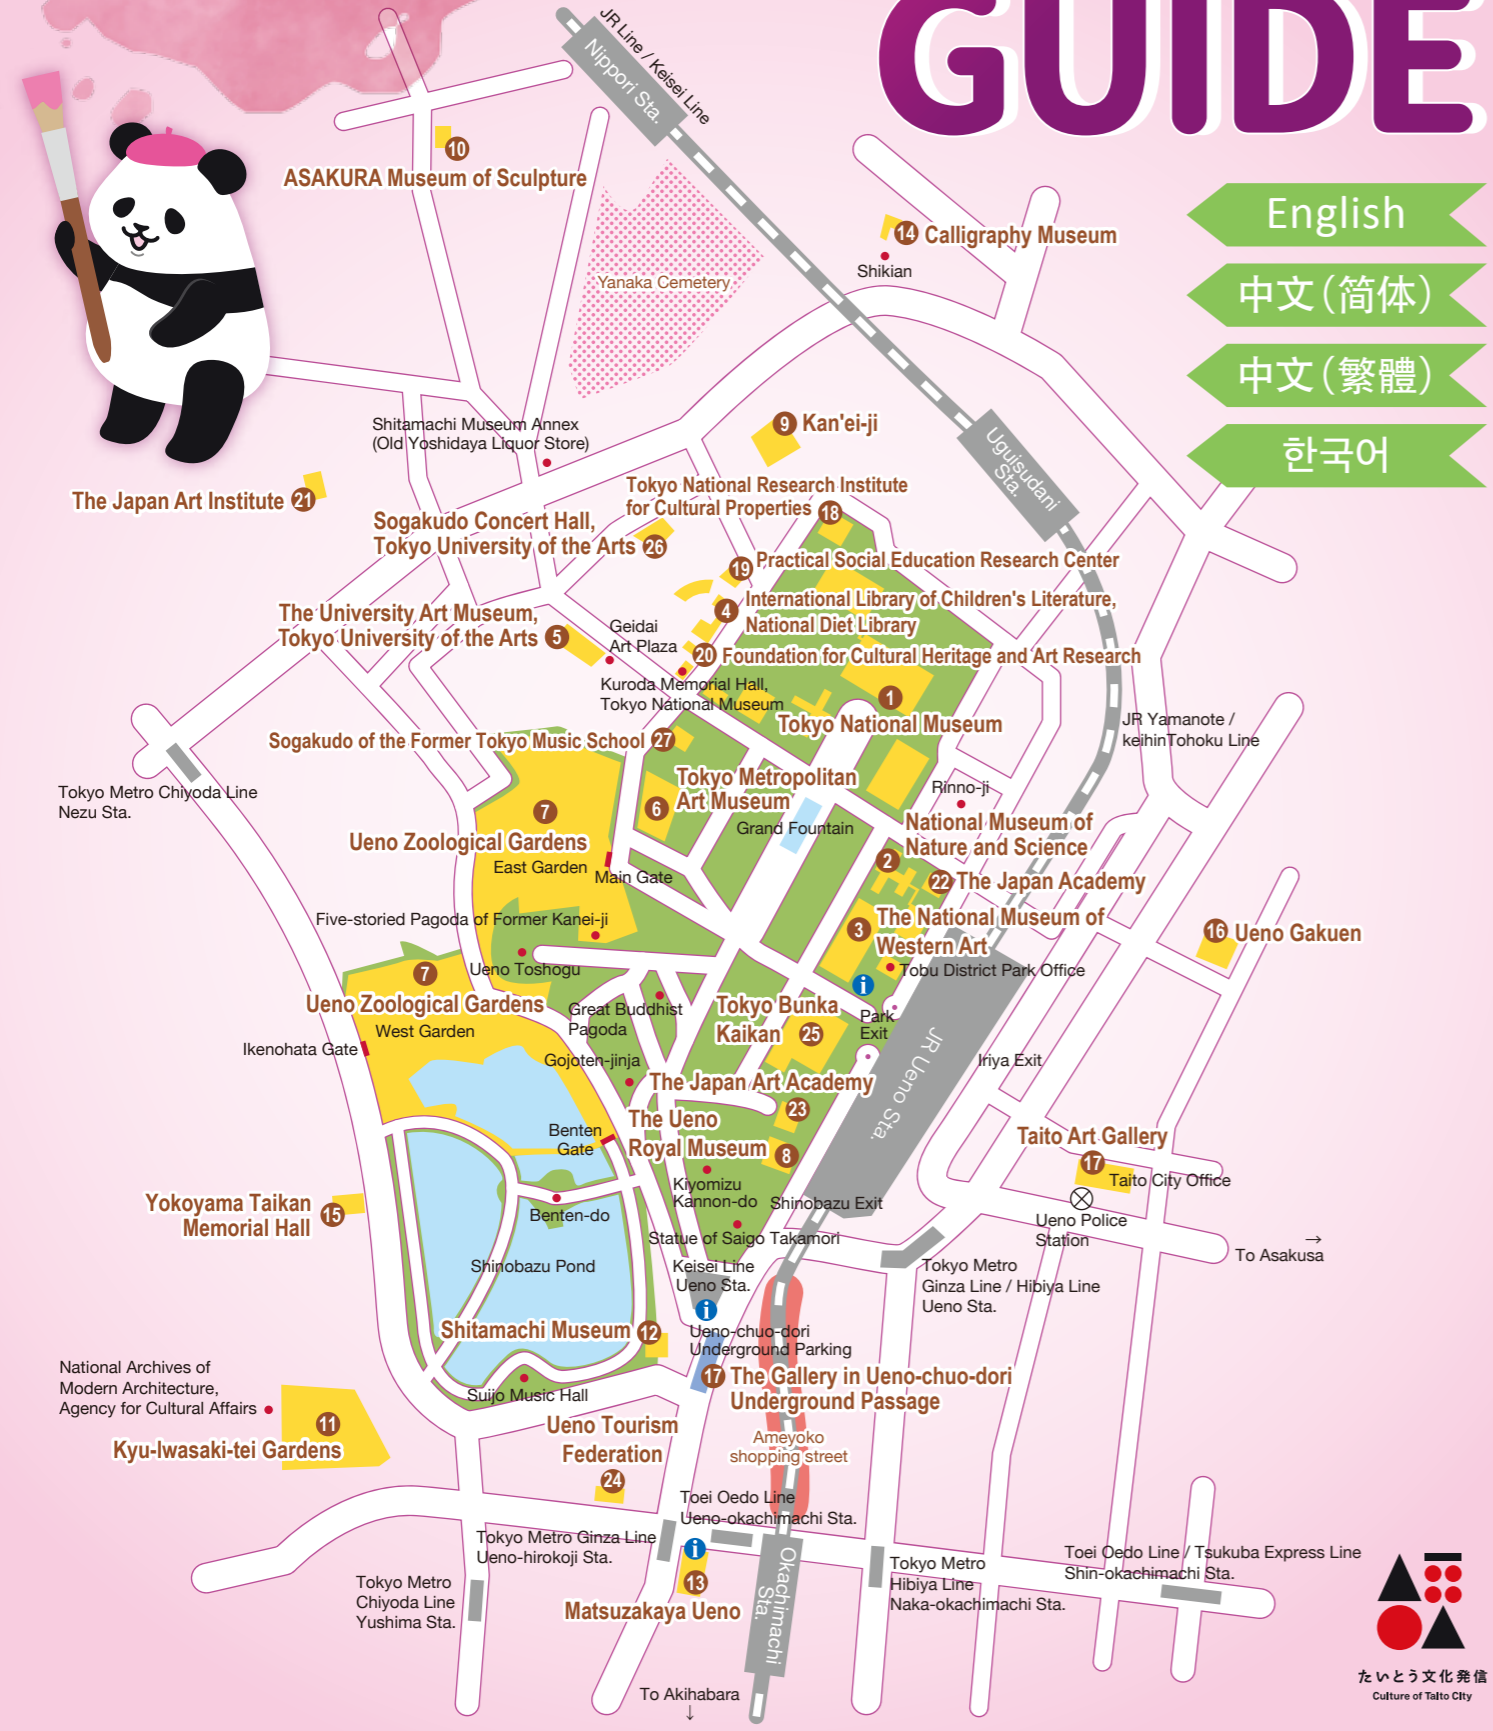 GUIDE
English
中文（简体）
中文（繁體）
한국어
JR Line / Keisei Line
Nippori Sta.
10
ASAKURA Museum of Sculpture
14 Calligraphy Museum
Shikian
Yanaka Cemetery
Shitamachi Museum Annex
(Old Yoshidaya Liquor Store)
9 Kan'ei-ji
Uguisudani
Sta.
The Japan Art Institute 21
Tokyo National Research Institute
for Cultural Properties 18
Sogakudo Concert Hall,
Tokyo University of the Arts 26
19 Practical Social Education Research Center
4 International Library of Children's Literature,
National Diet Library
The University Art Museum,
Tokyo University of the Arts 5
Geidai
Art Plaza
20 Foundation for Cultural Heritage and Art Research
Kuroda Memorial Hall,
Tokyo National Museum
1
Tokyo National Museum
JR Yamanote /
keihinTohoku Line
Sogakudo of the Former Tokyo Music School 27
Tokyo Metro Chiyoda Line
Nezu Sta.
Tokyo Metropolitan
Art Museum
6
7
Ueno Zoological Gardens
East Garden
Main Gate
Grand Fountain
Rinno-ji
National Museum of
Nature and Science
2
22 The Japan Academy
Five-storied Pagoda of Former Kanei-ji
3 The National Museum of
Western Art
16 Ueno Gakuen
Ueno Toshogu
Tobu District Park Office
i
7
Ueno Zoological Gardens
West Garden
Great Buddhist
Pagoda
Tokyo Bunka
Kaikan 25
Park
Exit
JR Ueno Sta.
Ikenohata Gate
Gojoten-jinja
Iriya Exit
The Japan Art Academy
23
The Ueno
Royal Museum 8
Benten
Gate
Taito Art Gallery
17
Taito City Office
Kiyomizu
Kannon-do
Shinobazu Exit
Yokoyama Taikan
Memorial Hall 15
Benten-do
Ueno Police
Station
Statue of Saigo Takamori
→
To Asakusa
Shinobazu Pond
Keisei Line
Ueno Sta.
i
Tokyo Metro
Ginza Line / Hibiya Line
Ueno Sta.
Shitamachi Museum 12
Ueno-chuo-dori
Underground Parking
17 The Gallery in Ueno-chuo-dori
Underground Passage
National Archives of
Modern Architecture,
Agency for Cultural Affairs
Suijo Music Hall
11
Kyu-Iwasaki-tei Gardens
Ueno Tourism
Federation
24
Ameyoko
shopping street
Toei Oedo Line
Ueno-okachimachi Sta.
Tokyo Metro Ginza Line
Ueno-hirokoji Sta.
i
13
Matsuzakaya Ueno
Okachimachi
Sta.
Tokyo Metro
Hibiya Line
Naka-okachimachi Sta.
Toei Oedo Line / Tsukuba Express Line
Shin-okachimachi Sta.
Tokyo Metro
Chiyoda Line
Yushima Sta.
To Akihabara
↓
たいとう文化発信
Culture of Taito City